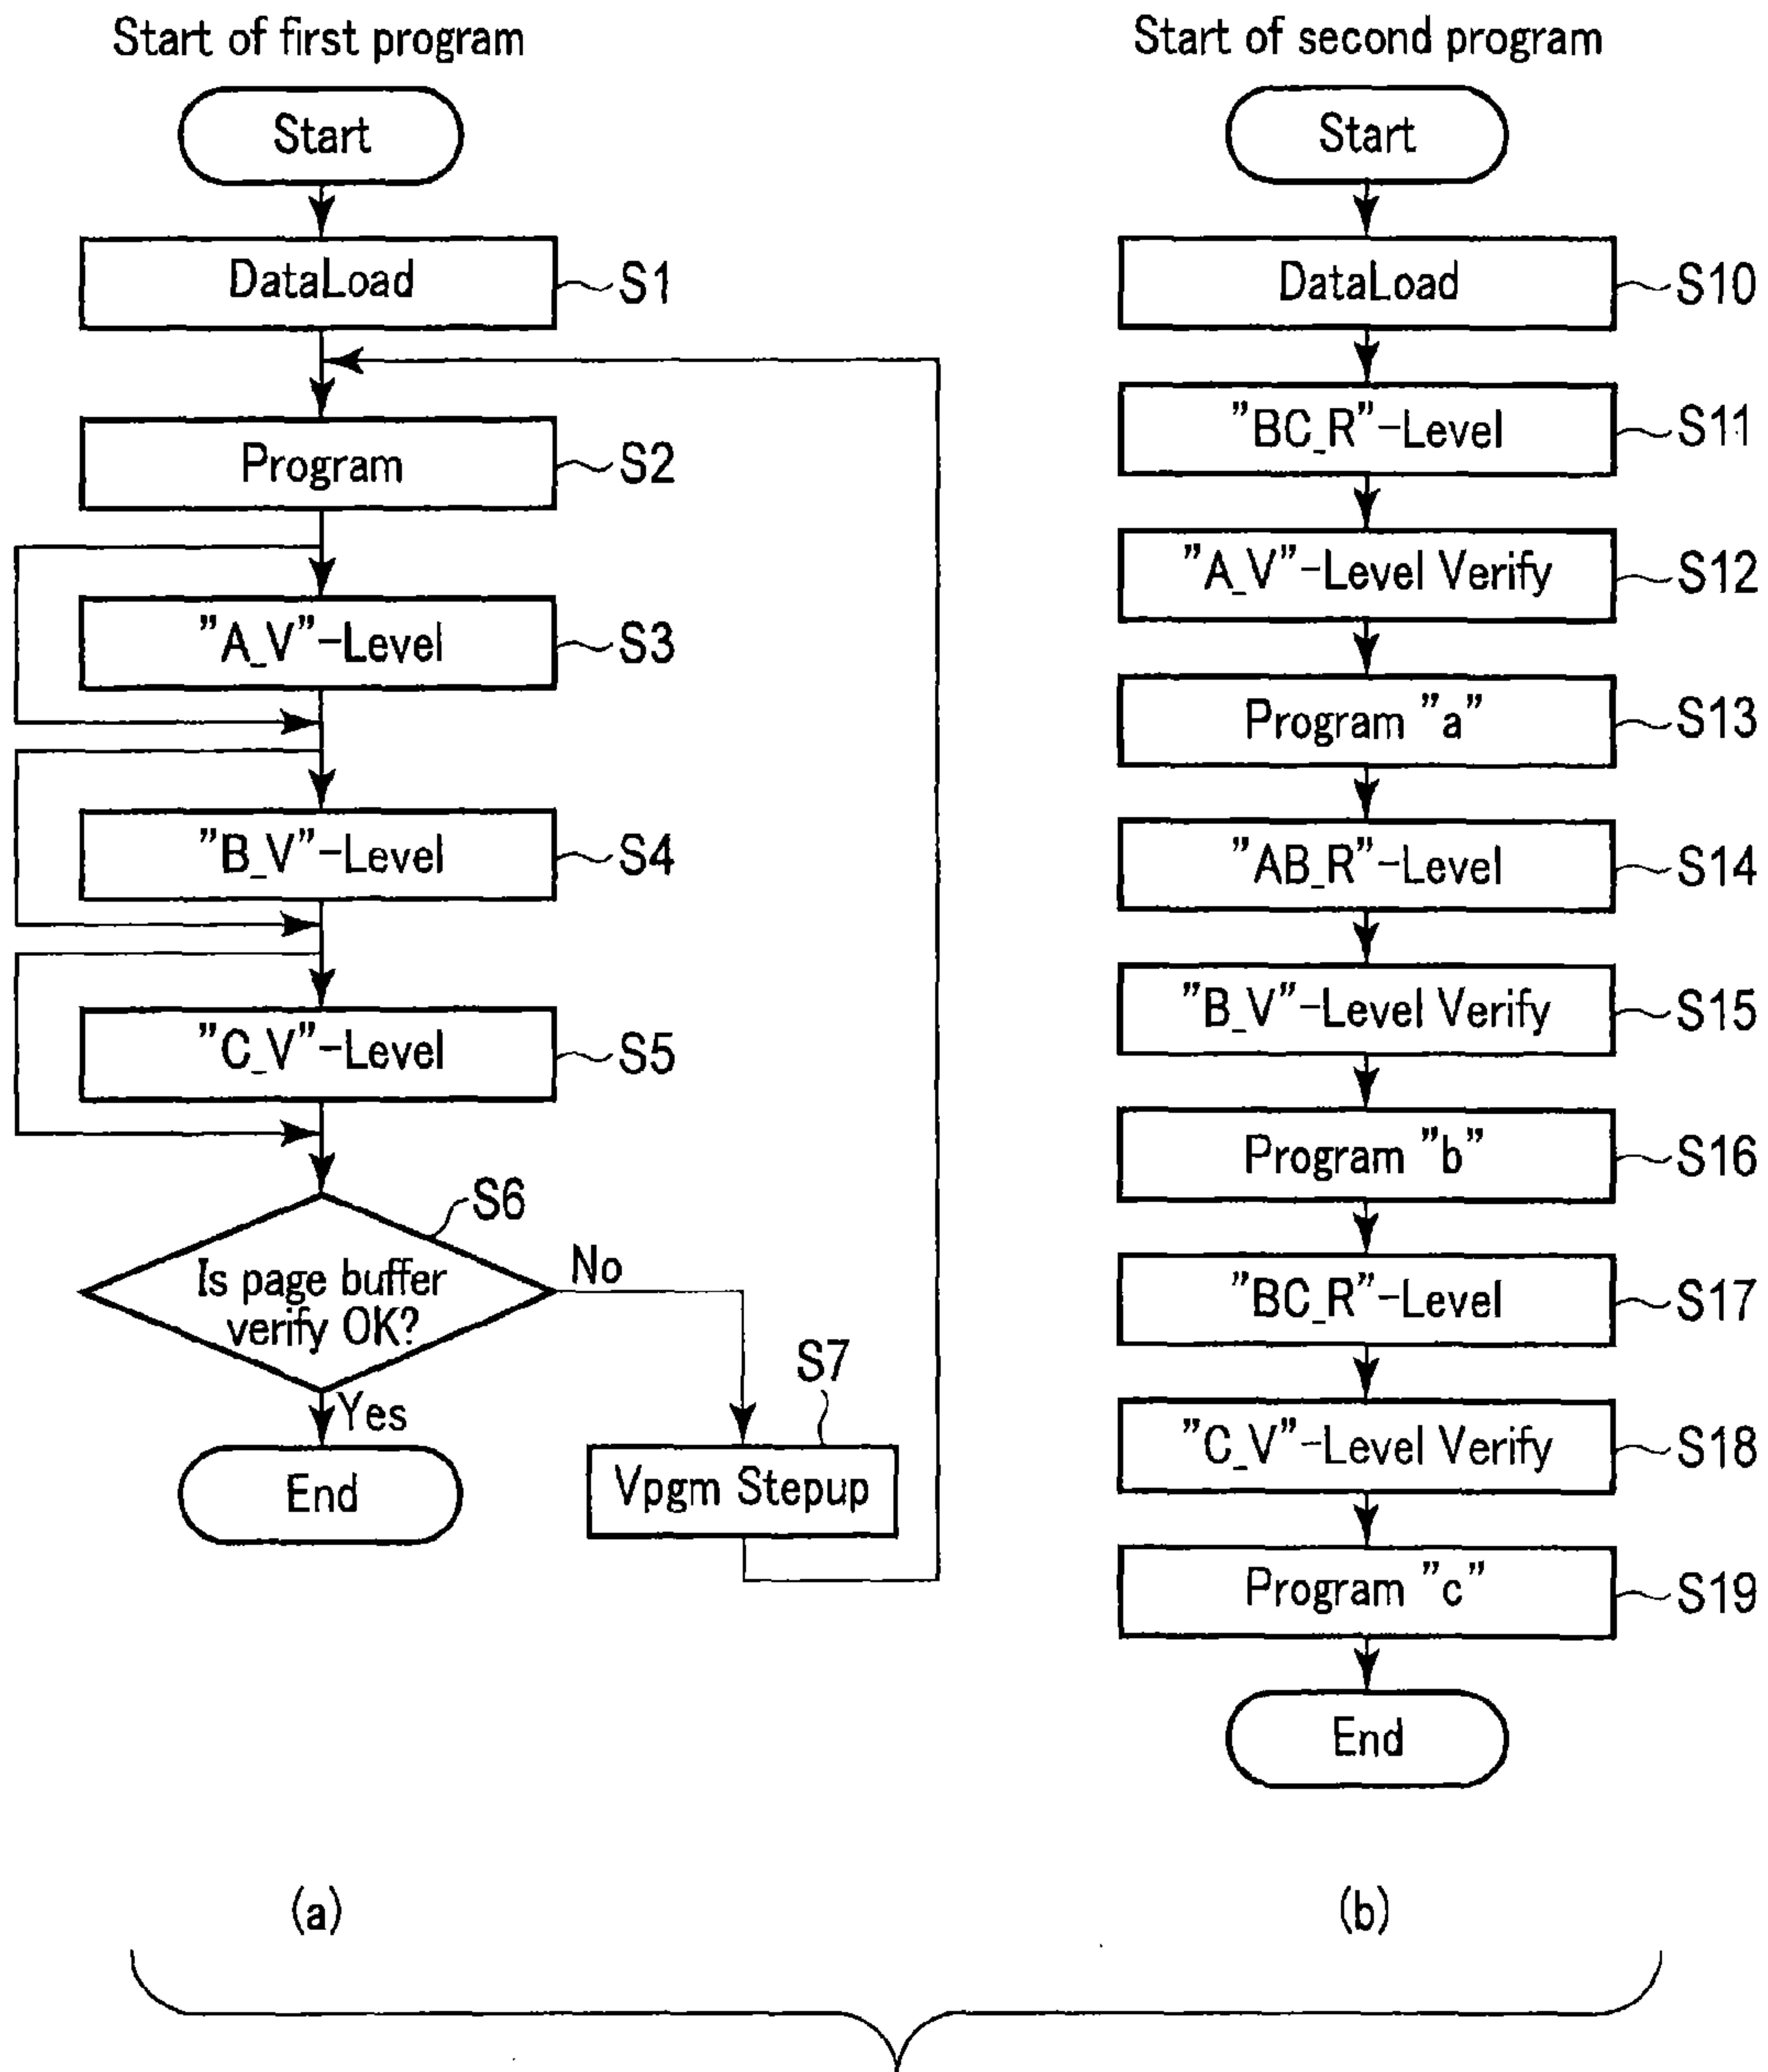 Start of first program
Start
DataLoad
S1
Program
S2
"A_V"-Level
S3
"B_V"-Level
S4
"C_V"-Level
S5
S6
Is page buffer
verify OK?
No
Yes
S7
Vpgm Stepup
End
(a)
Start of second program
Start
DataLoad
S10
"BC_R"-Level
S11
"A_V"-Level Verify
S12
Program "a"
S13
"AB_R"-Level
S14
"B_V"-Level Verify
S15
Program "b"
S16
"BC_R"-Level
S17
"C_V"-Level Verify
S18
Program "c"
S19
End
(b)